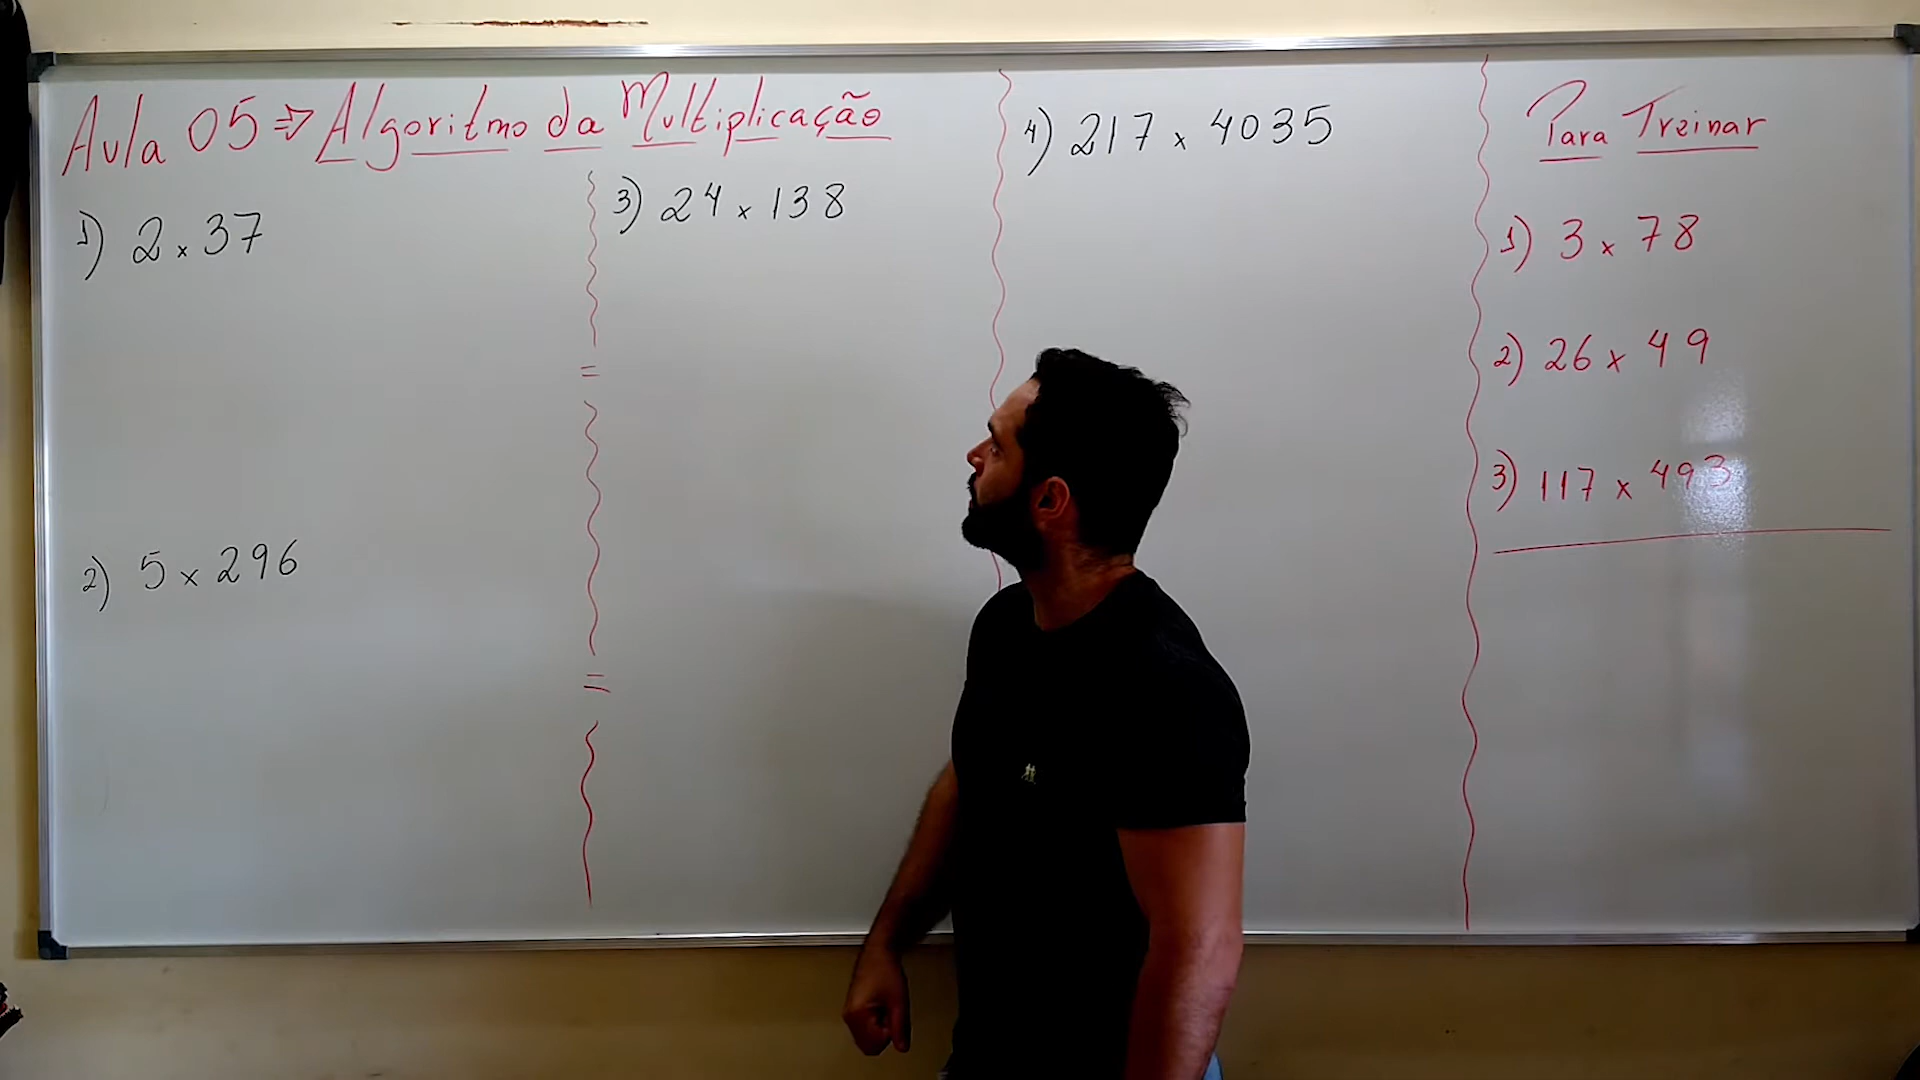 Aula 05 ⇒ Algoritmo da Multiplicação
1) 2 x 37
2) 5 x 296
3) 24 x 138
4) 217 x 4035
Para Treinar
1) 3 x 78
2) 26 x 49
3) 117 x 493